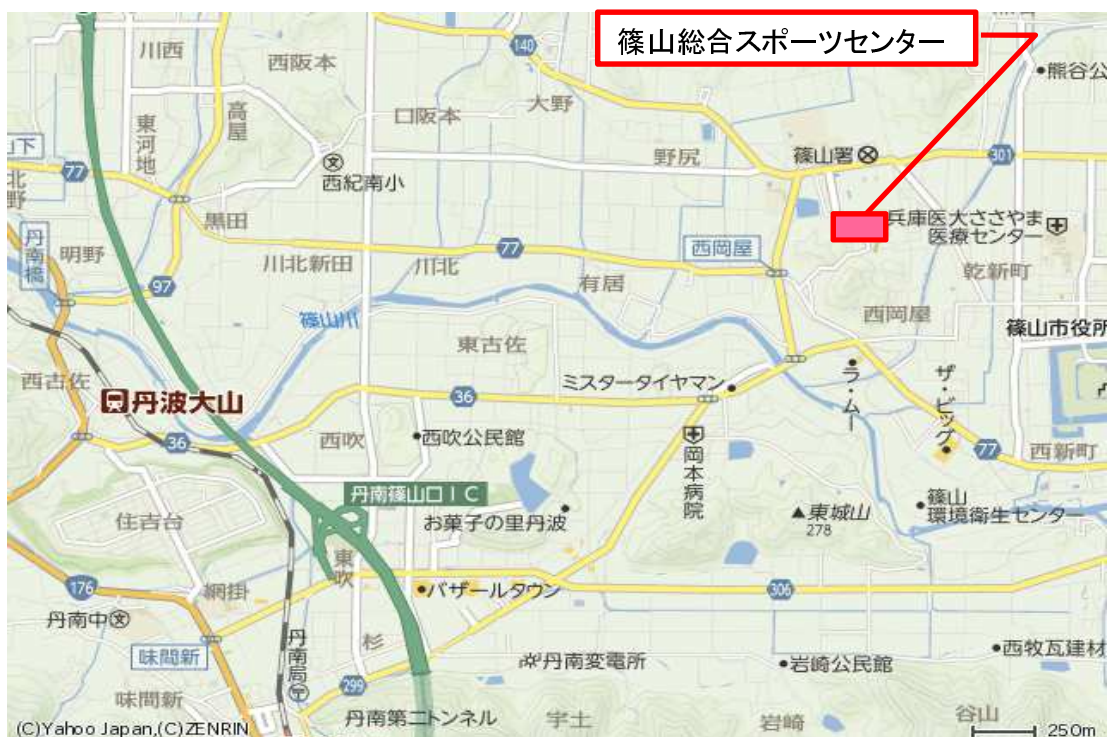 篠山総合スポーツセンター
川西
西阪本
140
大野
熊谷公
高屋
口阪本
東河地
山下
77
北野
西紀南小
野尻
篠山署
301
黒田
兵庫医大ささやま
医療センター
丹南橋
明野
77
西岡屋
川北新田
川北
有居
乾新町
97
篠山川
西岡屋
篠山市役所
東古佐
西古佐
ミスタータイヤマン
ラ・ムー
ザ・ビッグ
丹波大山
36
36
西吹
西吹公民館
岡本病院
77
西新町
丹南篠山口IC
お菓子の里丹波
東城山
278
篠山
環境衛生センター
住吉台
東吹
176
網掛
バザールタウン
306
丹南中
味間新
丹南局
杉
丹南変電所
岩崎公民館
西牧瓦建材
299
味間新
丹南第二トンネル
宇土
岩崎
谷山
250m
(C)Yahoo Japan,(C)ZENRIN